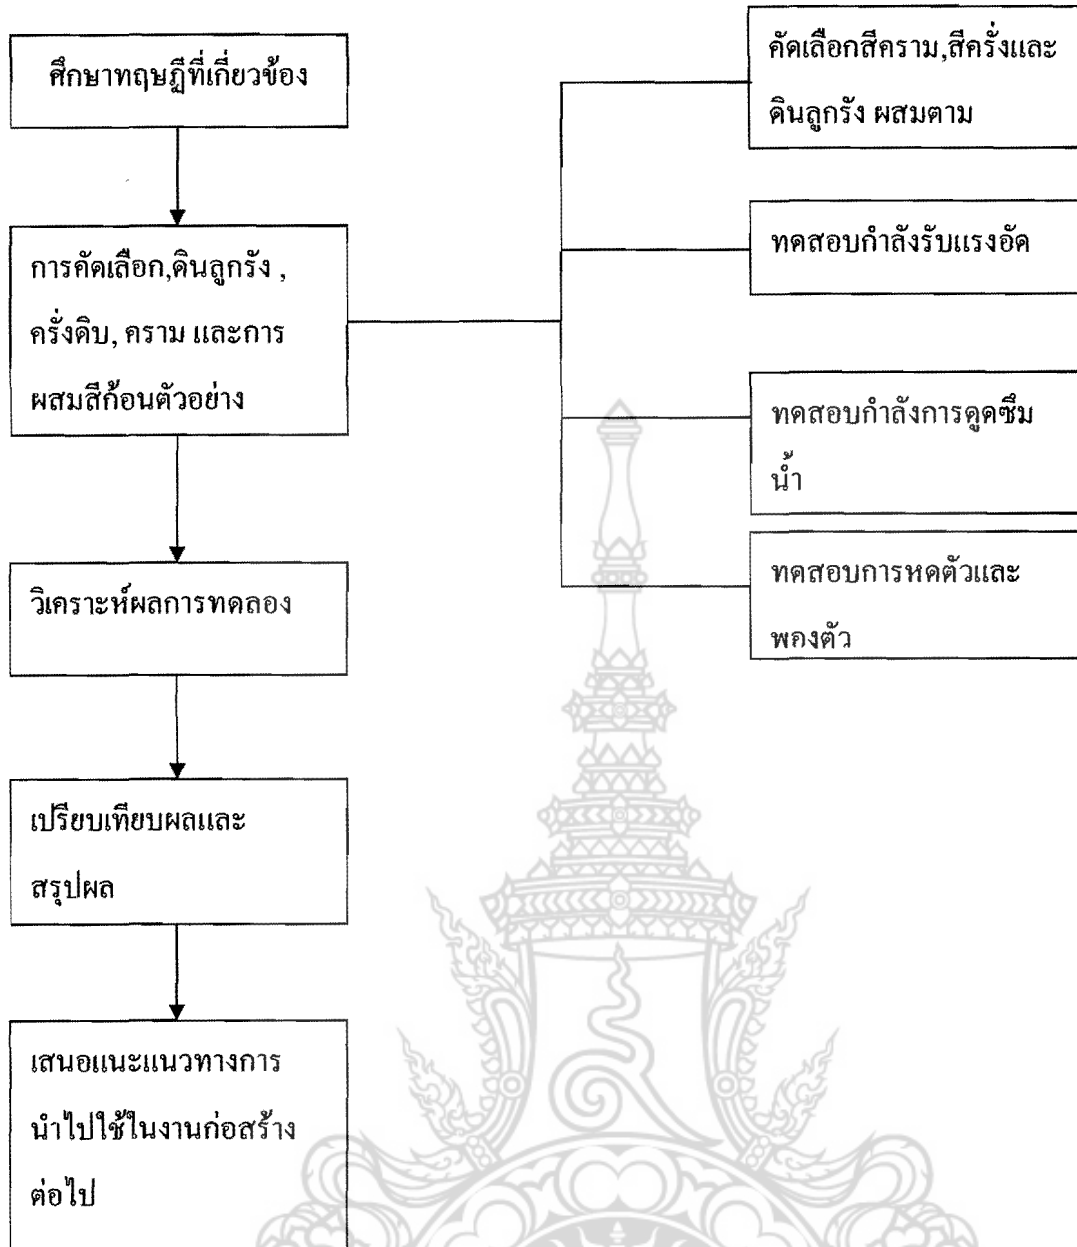 ศึกษาทฤษฎีที่เกี่ยวข้อง
การคัดเลือก,ดินลูกรัง ,
ครั่งดิบ, คราม และการ
ผสมสีก้อนตัวอย่าง
วิเคราะห์ผลการทดลอง
เปรียบเทียบผลและ
สรุปผล
เสนอแนะแนวทางการ
นำไปใช้ในงานก่อสร้าง
ต่อไป
คัดเลือกสีคราม,สีครั่งและ
ดินลูกรัง ผสมตาม
ทดสอบกำลังรับแรงอัด
ทดสอบกำลังการดูดซึม
น้ำ
ทดสอบการหดตัวและ
พองตัว